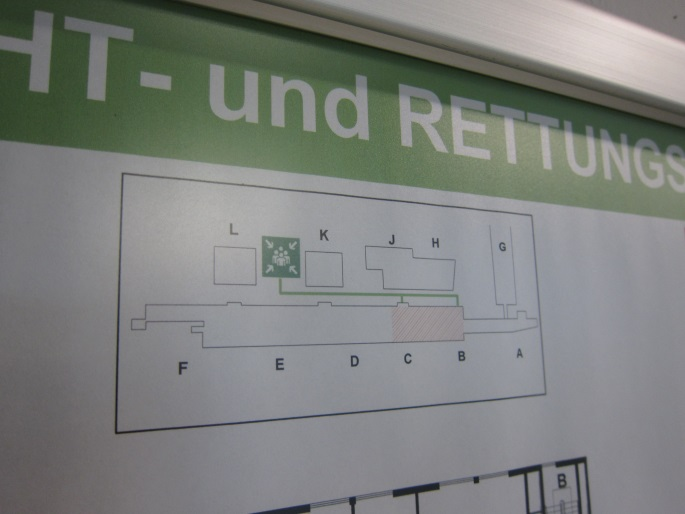 HT- und RETTUNGS
L K J H G
F E D C B A
B